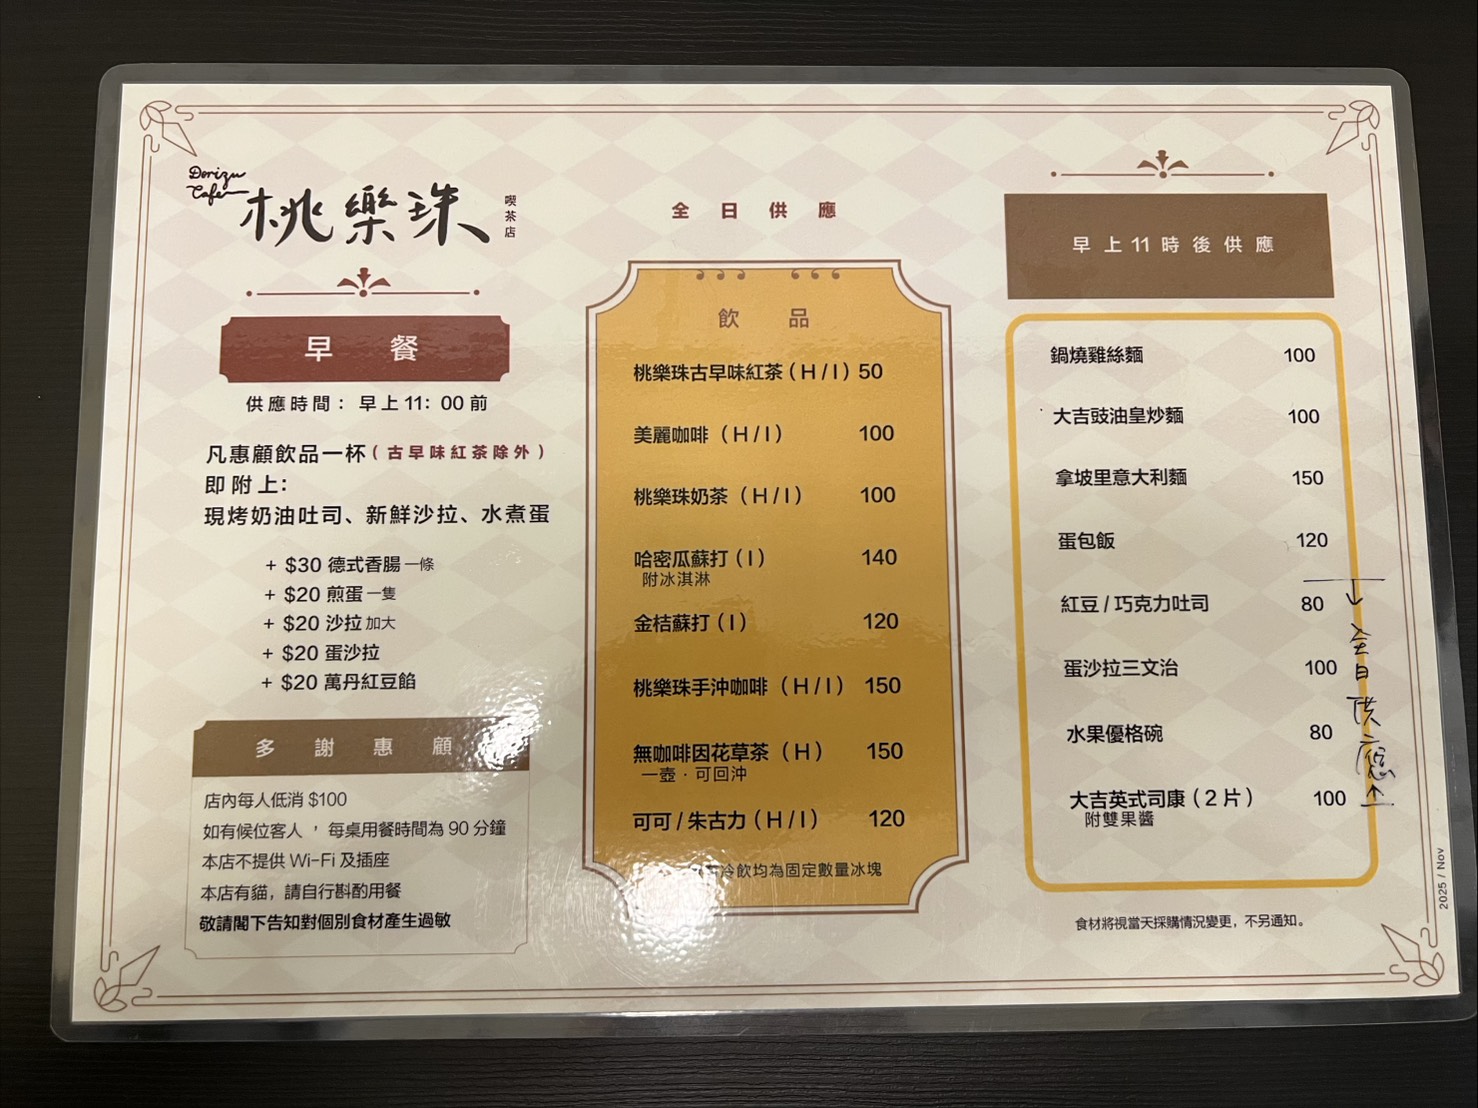 Dorizu
Cafe
桃樂珠
喫茶店
早餐
供應時間：早上11：00前
凡惠顧飲品一杯（古早味紅茶除外）
即附上：
現烤奶油吐司、新鮮沙拉、水煮蛋
+ $30 德式香腸一條
+ $20 煎蛋一隻
+ $20 沙拉加大
+ $20 蛋沙拉
+ $20 萬丹紅豆餡
多謝惠顧
店內每人低消 $100
如有候位客人，每桌用餐時間為 90 分鐘
本店不提供 Wi-Fi 及插座
本店有貓，請自行斟酌用餐
敬請閣下告知對個別食材產生過敏
全日供應
飲品
桃樂珠古早味紅茶（H/I）50
美麗咖啡（H/I） 100
桃樂珠奶茶（H/I） 100
哈密瓜蘇打（I） 140
附冰淇淋
金桔蘇打（I） 120
桃樂珠手沖咖啡（H/I） 150
無咖啡因花草茶（H） 150
一壺．可回沖
可可/朱古力（H/I） 120
冷飲均為固定數量冰塊
早上11時後供應
鍋燒雞絲麵 100
大吉豉油皇炒麵 100
拿坡里意大利麵 150
蛋包飯 120
紅豆/巧克力吐司 80
蛋沙拉三文治 100
水果優格碗 80
大吉英式司康（2片） 100
附雙果醬
↓全日供應↑
食材將視當天採購情況變更，不另通知。
2025 / Nov